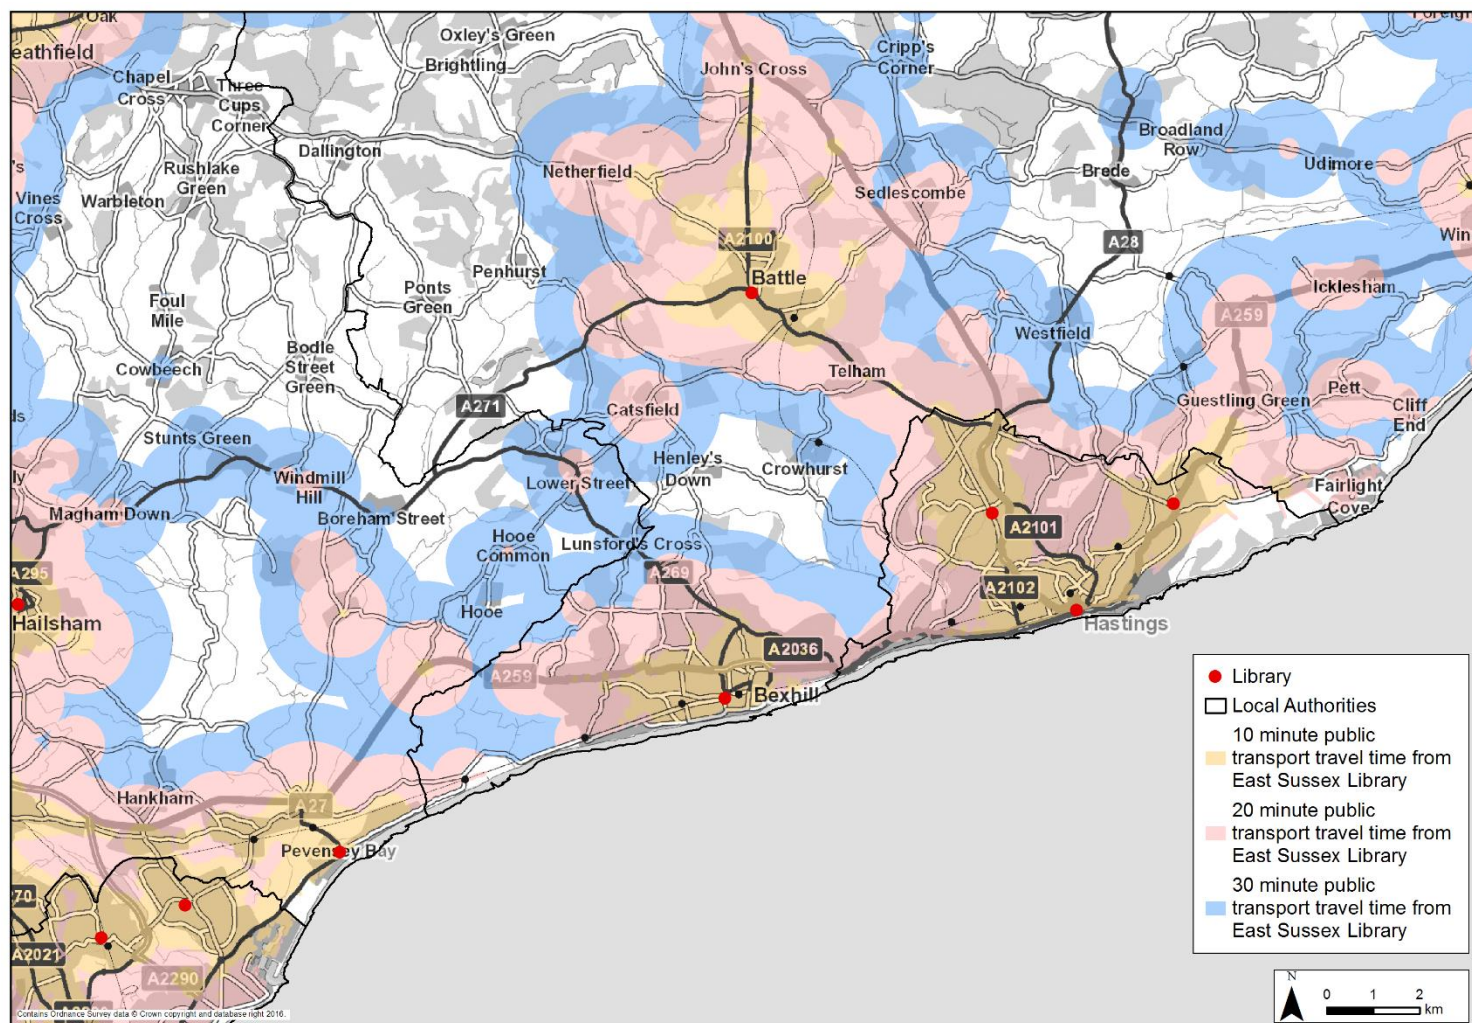 Oak
eathfield
Oxley's Green
Brightling
Cripp's
Corner
Chapel
Cross
Three
Cups
Corner
John's Cross
Broadland
Row
Dallington
Netherfield
Udimore
Rushlake
Green
Brede
Sedlescombe
Vines
Cross
Warbleton
Win
A2100
A28
Penhurst
Battle
Ponts
Green
Icklesham
Foul
Mile
A259
Westfield
Bodle
Street
Green
Cowbeech
Telham
Pett
Guestling Green
Cliff
End
A271
Catsfield
ds
Stunts Green
Henley's
Down
Crowhurst
ly
Windmill
Hill
Lower Street
Fairlight
Cove
Magham Down
Boreham Street
A2101
Hooe
Common
Lunsford's Cross
A295
A269
A2102
Hooe
Hailsham
Hastings
A2036
A259
Bexhill
Hankham
A27
Pevensey Bay
70
A2021
A2290
Library
Local Authorities
10 minute public
transport travel time from
East Sussex Library
20 minute public
transport travel time from
East Sussex Library
30 minute public
transport travel time from
East Sussex Library
N
0 1 2
km
Contains Ordnance Survey data © Crown copyright and database right 2016.